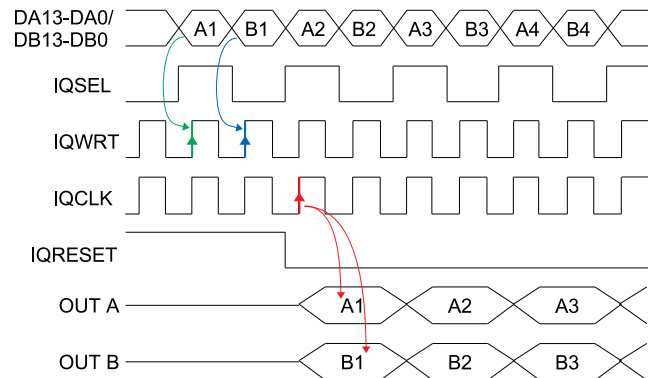 DA13-DA0/
DB13-DB0
A1 B1 A2 B2 A3 B3 A4 B4
IQSEL
IQWRT
IQCLK
IQRESET
OUT A A1 A2 A3
OUT B B1 B2 B3